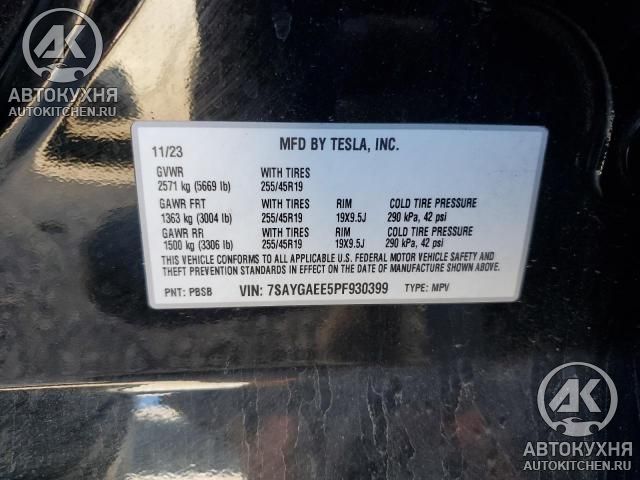 АК
АВТОКУХНЯ
AUTOKITCHEN.RU
11/23 MFD BY TESLA, INC.
GVWR WITH TIRES
2571 kg (5669 lb) 255/45R19
GAWR FRT WITH TIRES RIM COLD TIRE PRESSURE
1363 kg (3004 lb) 255/45R19 19X9.5J 290 kPa, 42 psi
GAWR RR WITH TIRES RIM COLD TIRE PRESSURE
1500 kg (3306 lb) 255/45R19 19X9.5J 290 kPa, 42 psi
THIS VEHICLE CONFORMS TO ALL APPLICABLE U.S. FEDERAL MOTOR VEHICLE SAFETY AND
THEFT PREVENTION STANDARDS IN EFFECT ON THE DATE OF MANUFACTURE SHOWN ABOVE.
PNT: PBSB VIN: 7SAYGAEE5PF930399 TYPE: MPV
АК
АВТОКУХНЯ
AUTOKITCHEN.RU